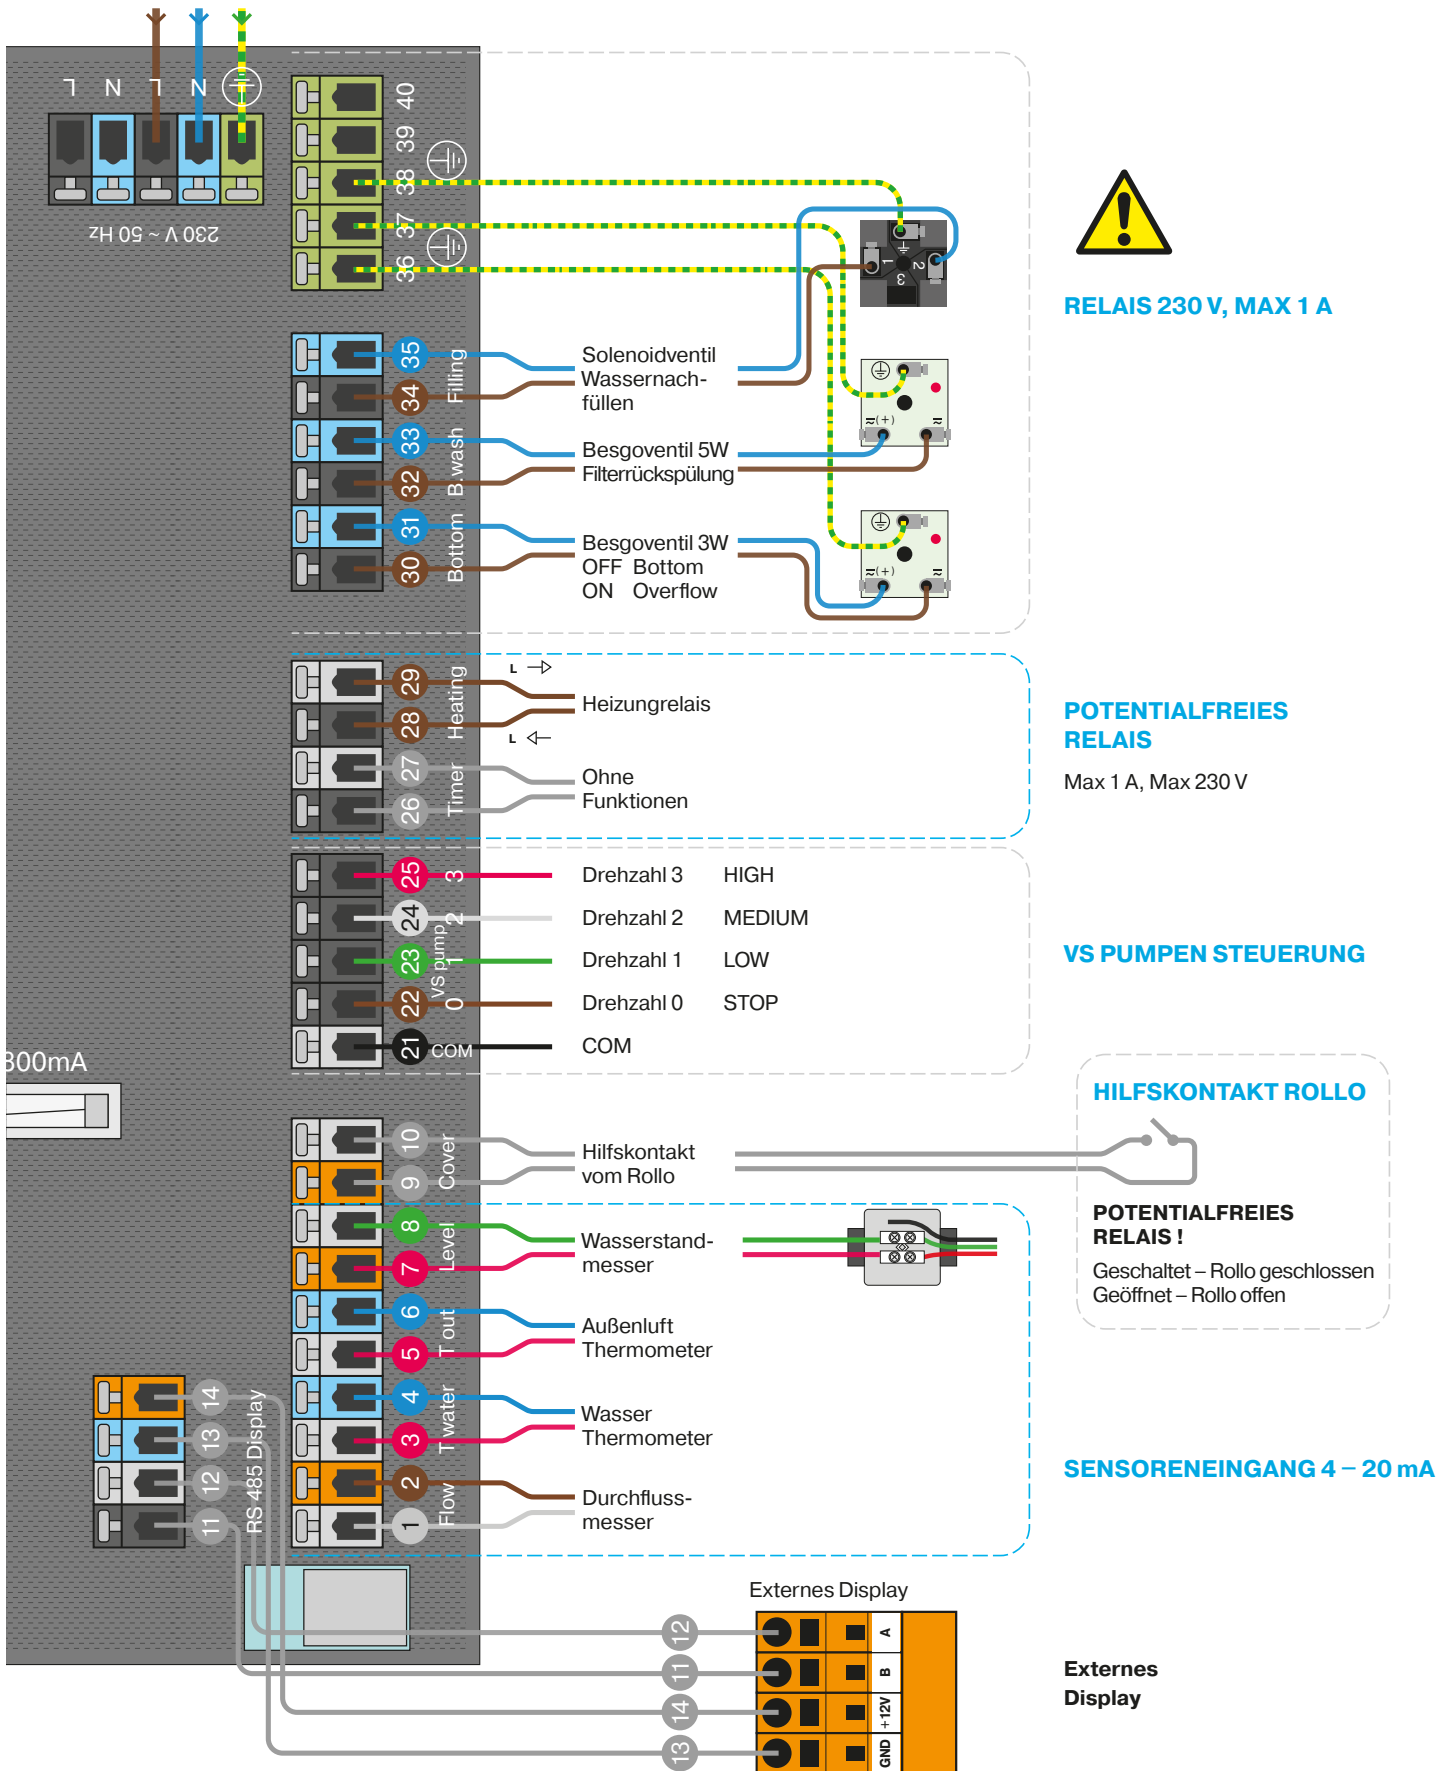 L
N
L
N
230 V ~ 50 Hz
40
39
38
37
36
35
34
Filling
33
32
B.wash
31
30
Bottom
Solenoidventil
Wassernach-
füllen
Besgoventil 5W
Filterrückspülung
Besgoventil 3W
OFF Bottom
ON Overflow
1
2
3
≂(+)
≂
≂(+)
≂
RELAIS 230 V, MAX 1 A
29
28
Heating
27
26
Timer
L
L
Heizungrelais
Ohne
Funktionen
POTENTIALFREIES
RELAIS
Max 1 A, Max 230 V
25
3
24
2
23
1
22
0
VS pump
21
COM
Drehzahl 3 HIGH
Drehzahl 2 MEDIUM
Drehzahl 1 LOW
Drehzahl 0 STOP
COM
VS PUMPEN STEUERUNG
300mA
10
9
Cover
8
7
Level
6
5
T out
4
3
T water
2
1
Flow
Hilfskontakt
vom Rollo
Wasserstand-
messer
Außenluft
Thermometer
Wasser
Thermometer
Durchfluss-
messer
HILFSKONTAKT ROLLO
POTENTIALFREIES
RELAIS !
Geschaltet – Rollo geschlossen
Geöffnet – Rollo offen
SENSORENEINGANG 4 – 20 mA
14
13
12
11
RS 485 Display
Externes Display
12
A
11
B
14
+12V
13
GND
Externes
Display